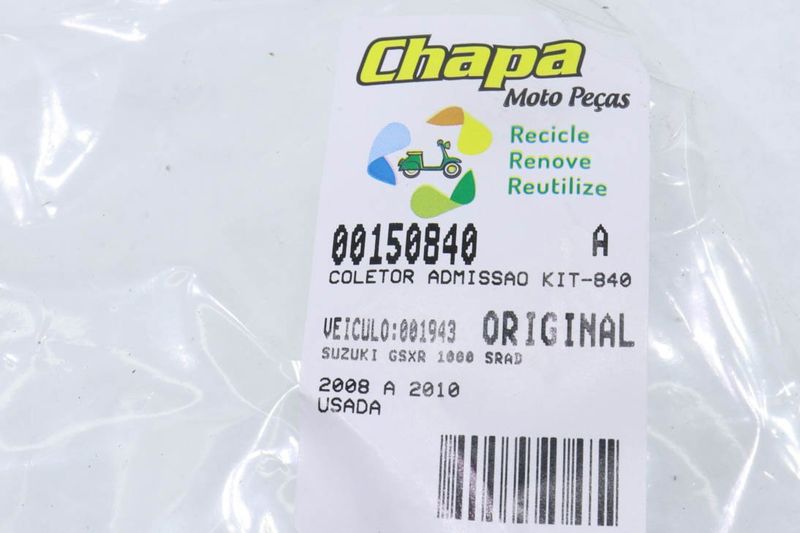 Chapa
Moto Peças
Recicle
Renove
Reutilize
00150840 A
COLETOR ADMISSAO KIT-840
VEICULO:001943 ORIGINAL
SUZUKI GSXR 1000 SRAD
2008 A 2010
USADA